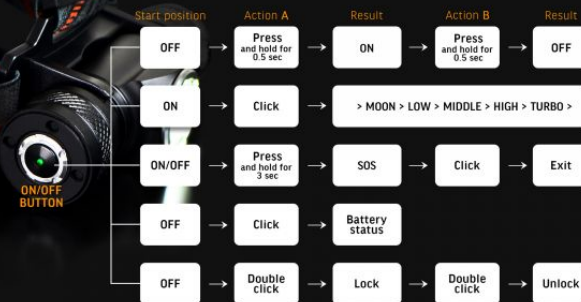 Start position Action A Result Action B Result
OFF
Press
and hold for
0.5 sec
ON
Press
and hold for
0.5 sec
OFF
ON
Click
> MOON > LOW > MIDDLE > HIGH > TURBO >
ON/OFF
Press
and hold for
3 sec
SOS
Click
Exit
ON/OFF
BUTTON
OFF
Click
Battery
status
OFF
Double
click
Lock
Double
click
Unlock